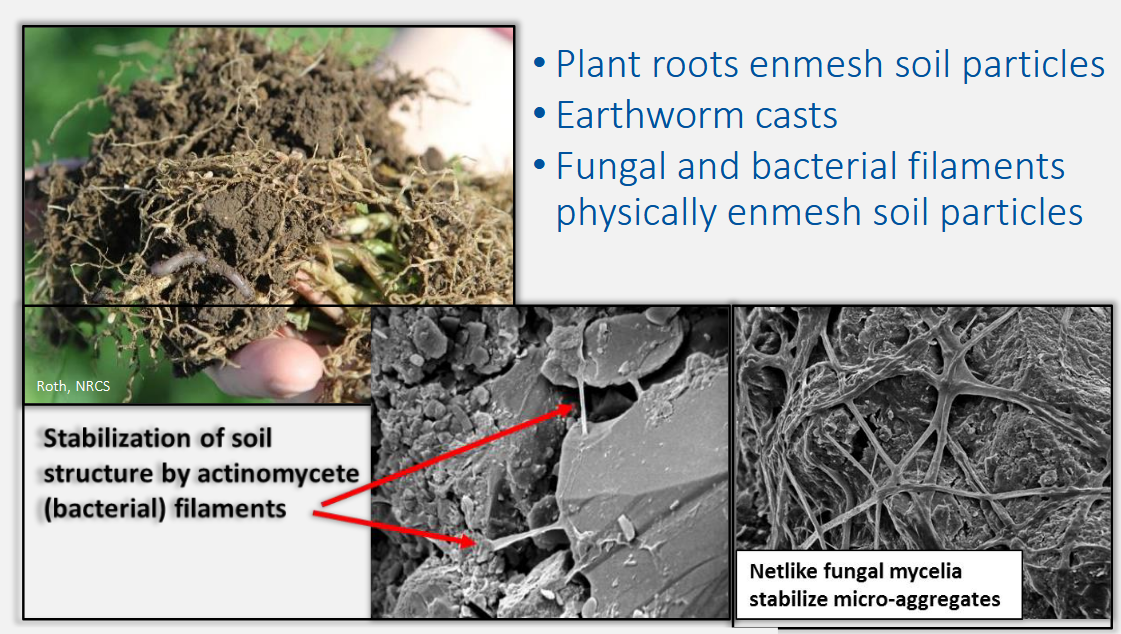 • Plant roots enmesh soil particles
• Earthworm casts
• Fungal and bacterial filaments
physically enmesh soil particles
Roth, NRCS
Stabilization of soil
structure by actinomycete
(bacterial) filaments
Netlike fungal mycelia
stabilize micro-aggregates